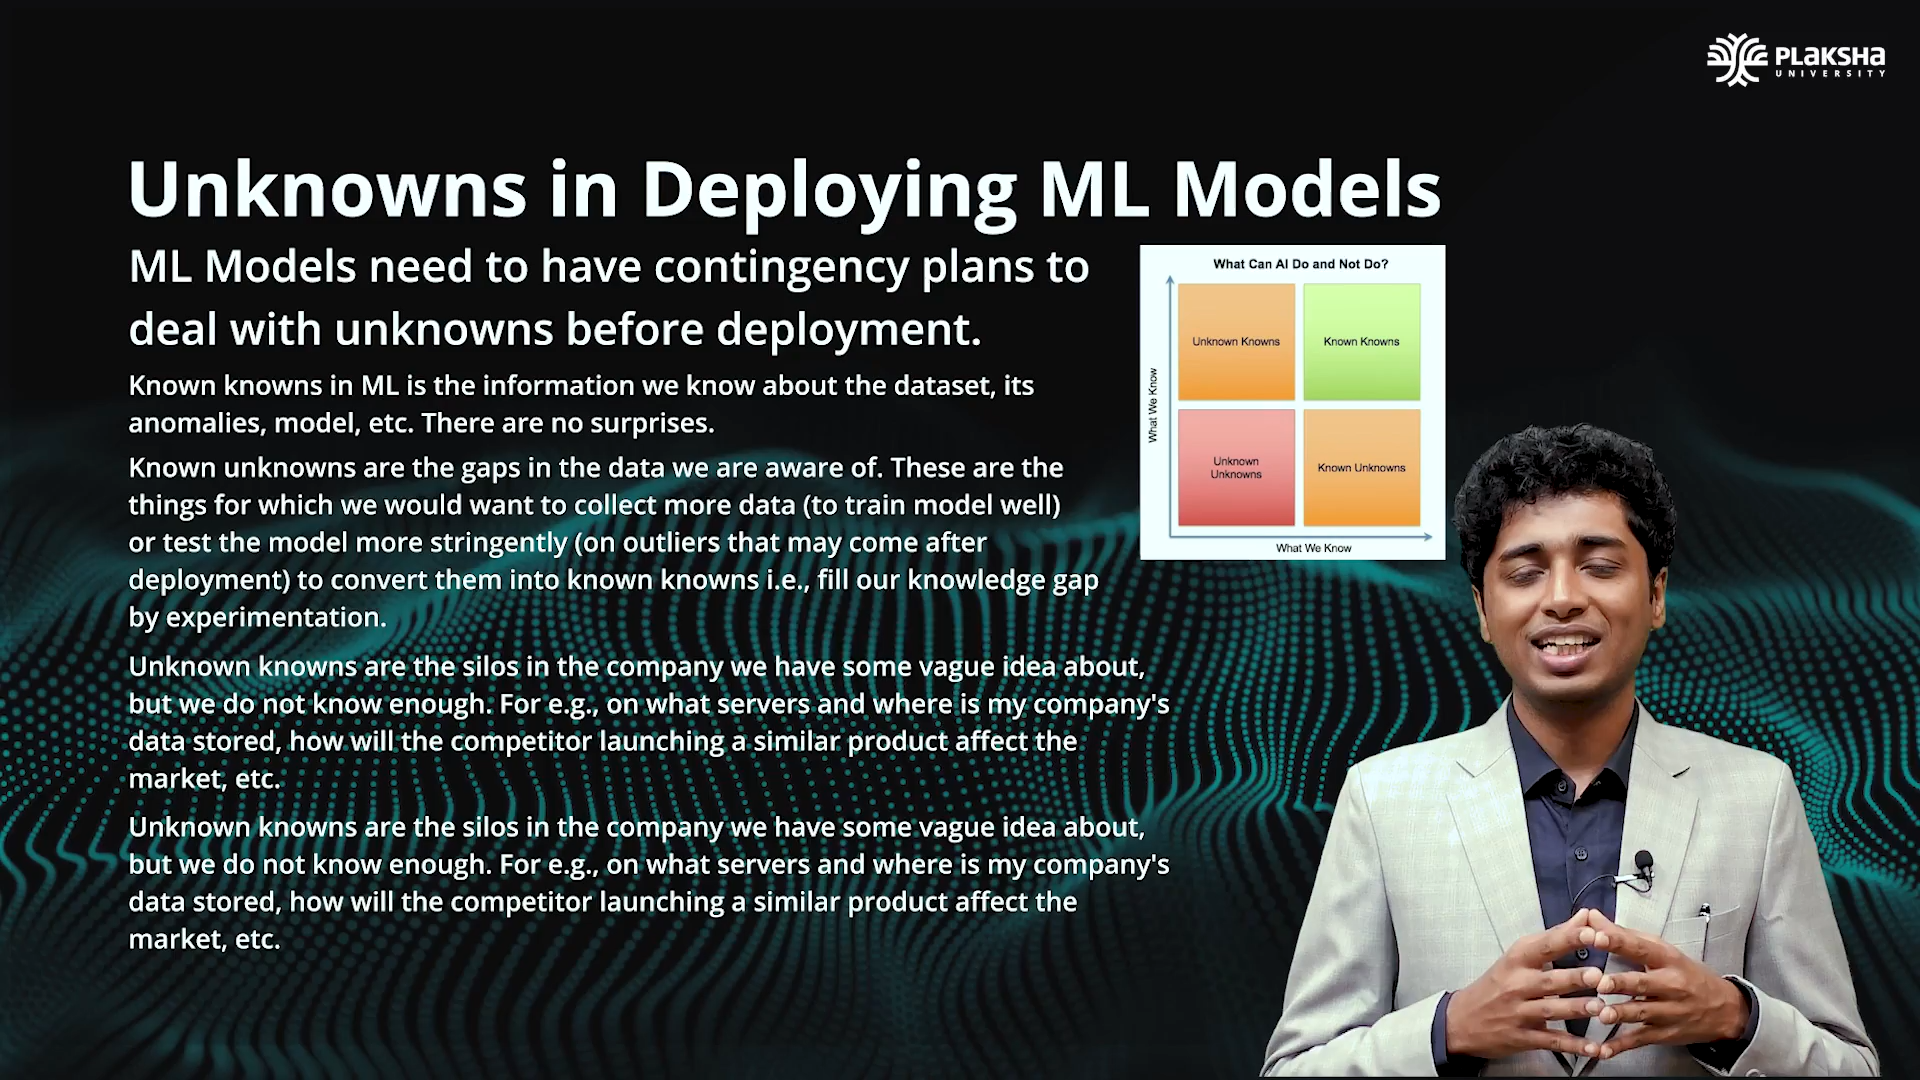 PLAKSHA
UNIVERSITY
Unknowns in Deploying ML Models
ML Models need to have contingency plans to
deal with unknowns before deployment.
Known knowns in ML is the information we know about the dataset, its
anomalies, model, etc. There are no surprises.
Known unknowns are the gaps in the data we are aware of. These are the
things for which we would want to collect more data (to train model well)
or test the model more stringently (on outliers that may come after
deployment) to convert them into known knowns i.e., fill our knowledge gap
by experimentation.
Unknown knowns are the silos in the company we have some vague idea about,
but we do not know enough. For e.g., on what servers and where is my company's
data stored, how will the competitor launching a similar product affect the
market, etc.
Unknown knowns are the silos in the company we have some vague idea about,
but we do not know enough. For e.g., on what servers and where is my company's
data stored, how will the competitor launching a similar product affect the
market, etc.
What Can AI Do and Not Do?
What We Know
Unknown Knowns
Known Knowns
Unknown
Unknowns
Known Unknowns
What We Know